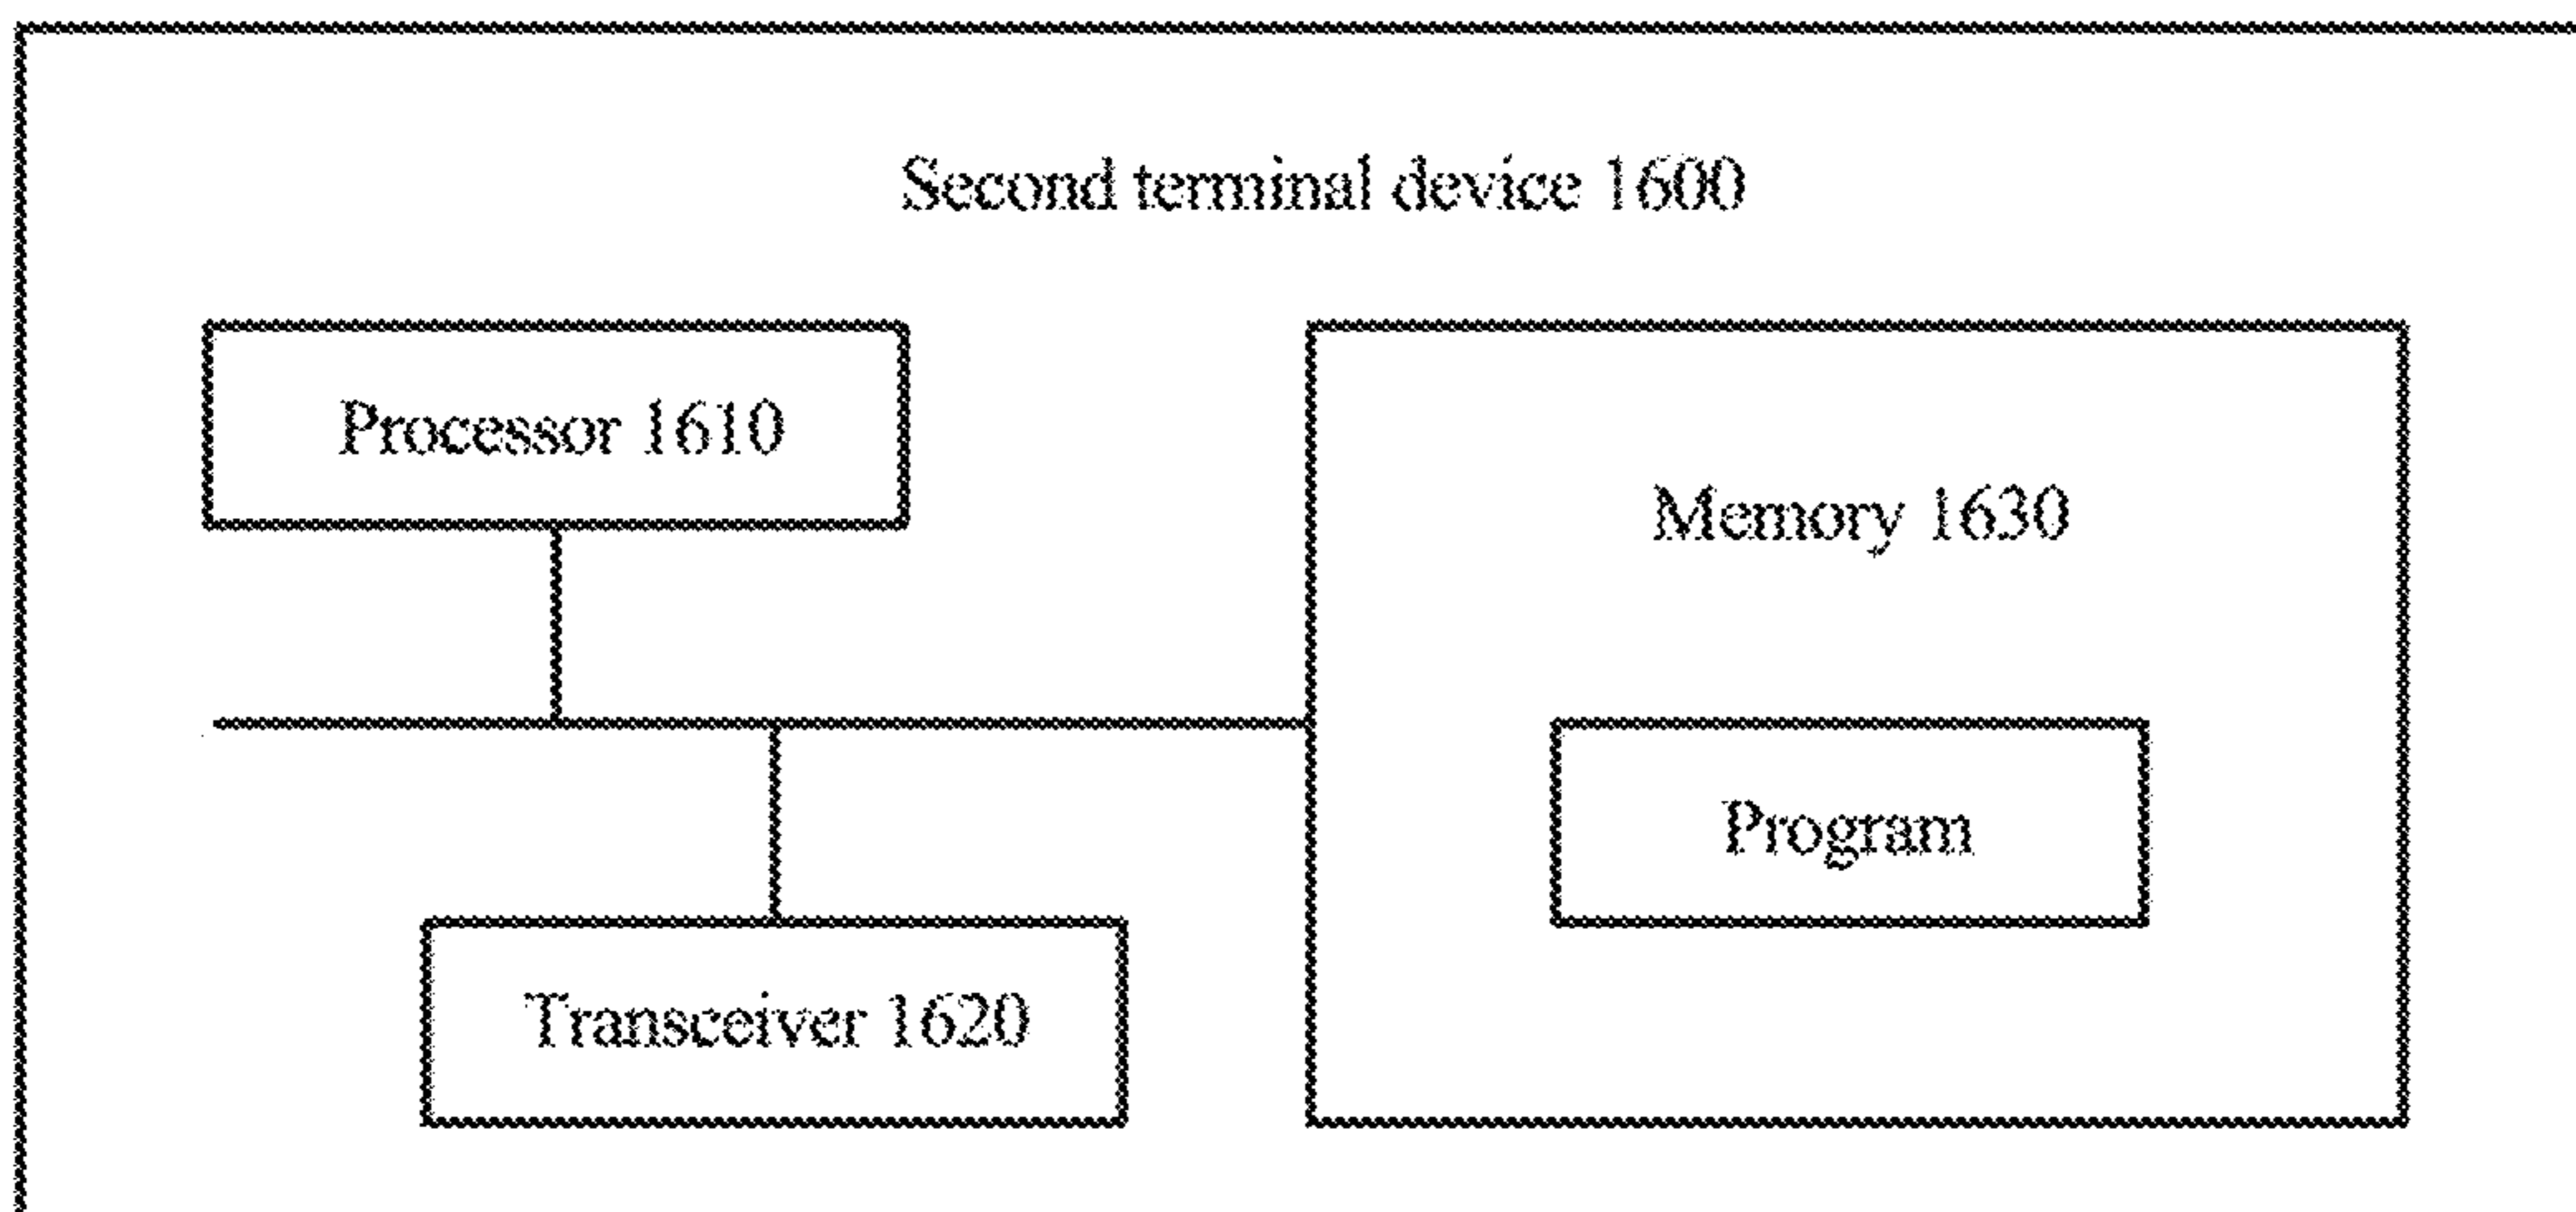 Second terminal device 1600
Processor 1610
Memory 1630
Program
Transceiver 1620